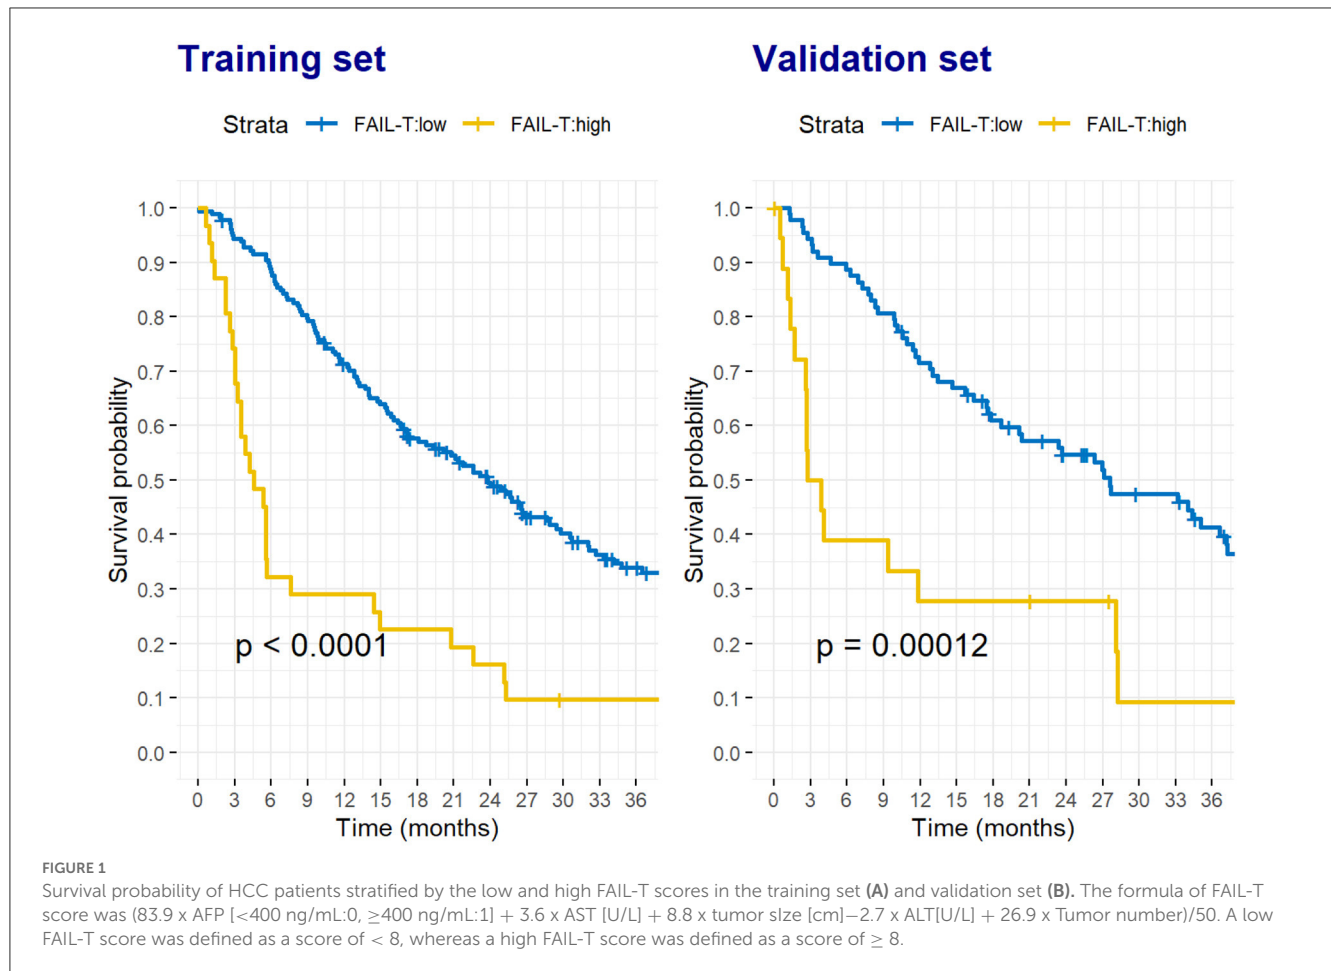 Training set
Strata FAIL-T:low FAIL-T:high
Survival probability
1.0
0.9
0.8
0.7
0.6
0.5
0.4
0.3
0.2
0.1
0.0
p < 0.0001
0 3 6 9 12 15 18 21 24 27 30 33 36
Time (months)
Validation set
Strata FAIL-T:low FAIL-T:high
Survival probability
1.0
0.9
0.8
0.7
0.6
0.5
0.4
0.3
0.2
0.1
0.0
p = 0.00012
0 3 6 9 12 15 18 21 24 27 30 33 36
Time (months)
FIGURE 1
Survival probability of HCC patients stratified by the low and high FAIL-T scores in the training set (A) and validation set (B). The formula of FAIL-T
score was (83.9 x AFP [<400 ng/mL:0, ≥400 ng/mL:1] + 3.6 x AST [U/L] + 8.8 x tumor sIze [cm]−2.7 x ALT[U/L] + 26.9 x Tumor number)/50. A low
FAIL-T score was defined as a score of < 8, whereas a high FAIL-T score was defined as a score of ≥ 8.